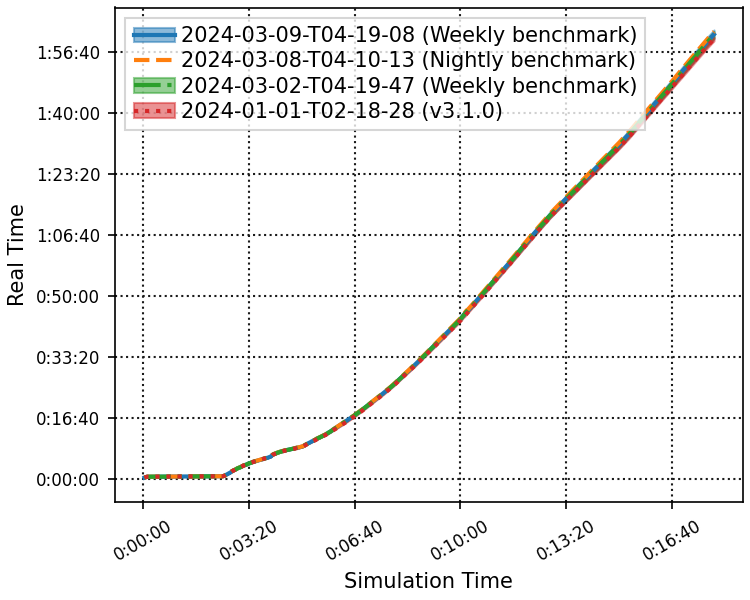 2024-03-09-T04-19-08 (Weekly benchmark)
2024-03-08-T04-10-13 (Nightly benchmark)
2024-03-02-T04-19-47 (Weekly benchmark)
2024-01-01-T02-18-28 (v3.1.0)
Real Time
1:56:40
1:40:00
1:23:20
1:06:40
0:50:00
0:33:20
0:16:40
0:00:00
0:00:00 0:03:20 0:06:40 0:10:00 0:13:20 0:16:40
Simulation Time